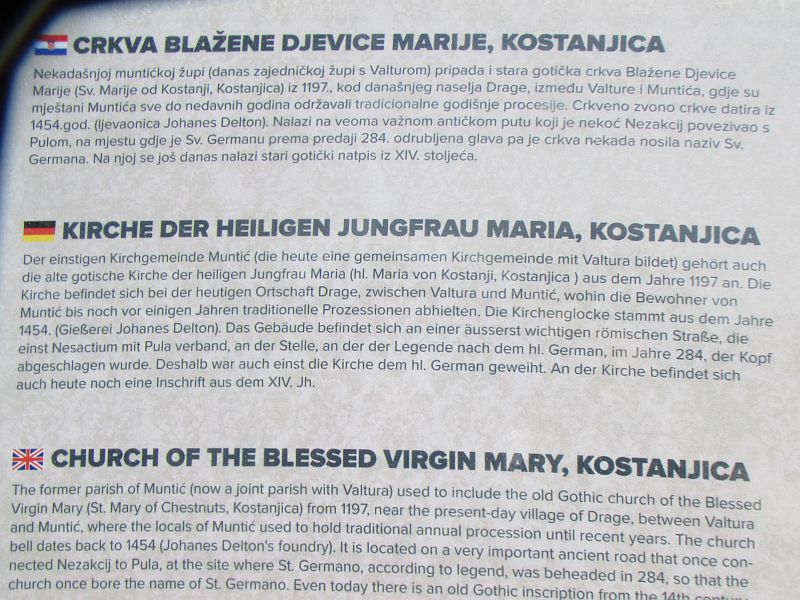 CRKVA BLAŽENE DJEVICE MARIJE, KOSTANJICA
Nekadašnjoj muntićkoj župi (danas zajedničkoj župi s Valturom) pripada i stara gotička crkva Blažene Djevice
Marije (Sv. Marije od Kostanji, Kostanjica) iz 1197., kod današnjeg naselja Drage, između Valture i Muntića, gdje su
mještani Muntića sve do nedavnih godina održavali tradicionalne godišnje procesije. Crkveno zvono crkve datira iz
1454.god. (ljevaonica Johanes Delton). Nalazi na veoma važnom antičkom putu koji je nekoć Nezakcij povezivao s
Pulom, na mjestu gdje je Sv. Germanu prema predaji 284. odrubljena glava pa je crkva nekada nosila naziv Sv.
Germana. Na njoj se još danas nalazi stari gotički natpis iz XIV. stoljeća.
KIRCHE DER HEILIGEN JUNGFRAU MARIA, KOSTANJICA
Der einstigen Kirchgemeinde Muntić (die heute eine gemeinsamen Kirchgemeinde mit Valtura bildet) gehört auch
die alte gotische Kirche der heiligen Jungfrau Maria (hl. Maria von Kostanji, Kostanjica ) aus dem Jahre 1197 an. Die
Kirche befindet sich bei der heutigen Ortschaft Drage, zwischen Valtura und Muntić, wohin die Bewohner von
Muntić bis noch vor einigen Jahren traditionelle Prozessionen abhielten. Die Kirchenglocke stammt aus dem Jahre
1454. (Gießerei Johanes Delton). Das Gebäude befindet sich an einer äusserst wichtigen römischen Straße, die
einst Nesactium mit Pula verband, an der Stelle, an der der Legende nach dem hl. German, im Jahre 284, der Kopf
abgeschlagen wurde. Deshalb war auch einst die Kirche dem hl. German geweiht. An der Kirche befindet sich
auch heute noch eine Inschrift aus dem XIV. Jh.
CHURCH OF THE BLESSED VIRGIN MARY, KOSTANJICA
The former parish of Muntić (now a joint parish with Valtura) used to include the old Gothic church of the Blessed
Virgin Mary (St. Mary of Chestnuts, Kostanjica) from 1197, near the present-day village of Drage, between Valtura
and Muntić, where the locals of Muntić used to hold traditional annual procession until recent years. The church
bell dates back to 1454 (Johanes Delton's foundry). It is located on a very important ancient road that once con-
nected Nezakcij to Pula, at the site where St. Germano, according to legend, was beheaded in 284, so that the
church once bore the name of St. Germano. Even today there is an old Gothic inscription from the 14th